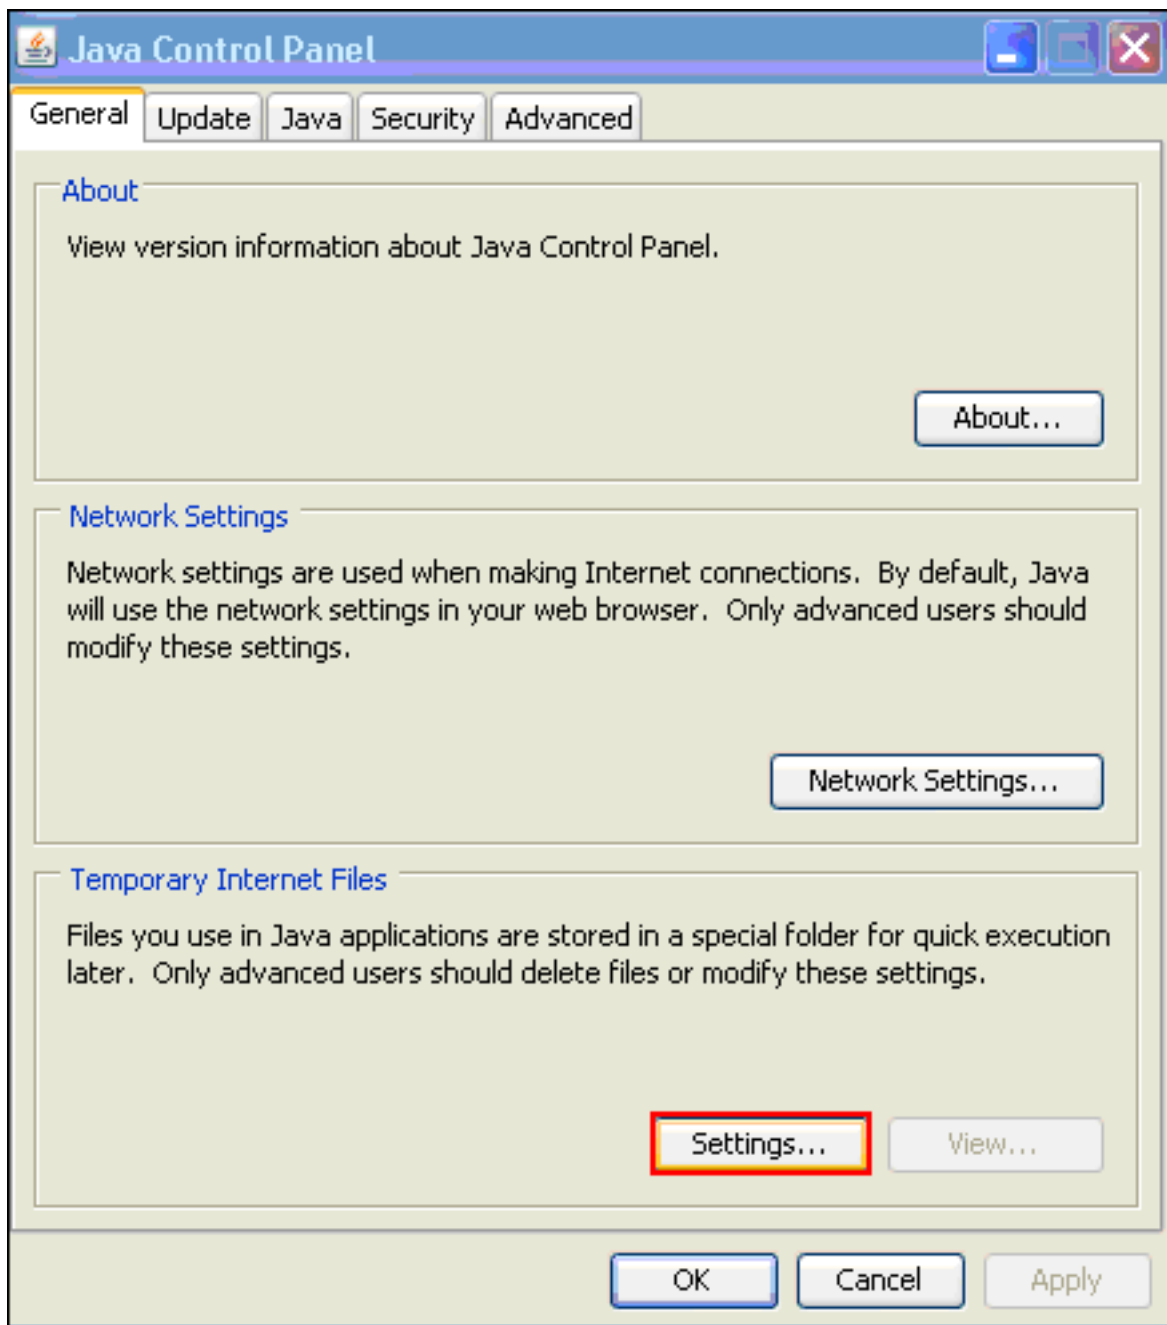 Java Control Panel
General Update Java Security Advanced
About
View version information about Java Control Panel.
About...
Network Settings
Network settings are used when making Internet connections.  By default, Java
will use the network settings in your web browser.  Only advanced users should
modify these settings.
Network Settings...
Temporary Internet Files
Files you use in Java applications are stored in a special folder for quick execution
later.  Only advanced users should delete files or modify these settings.
Settings... View...
OK Cancel Apply